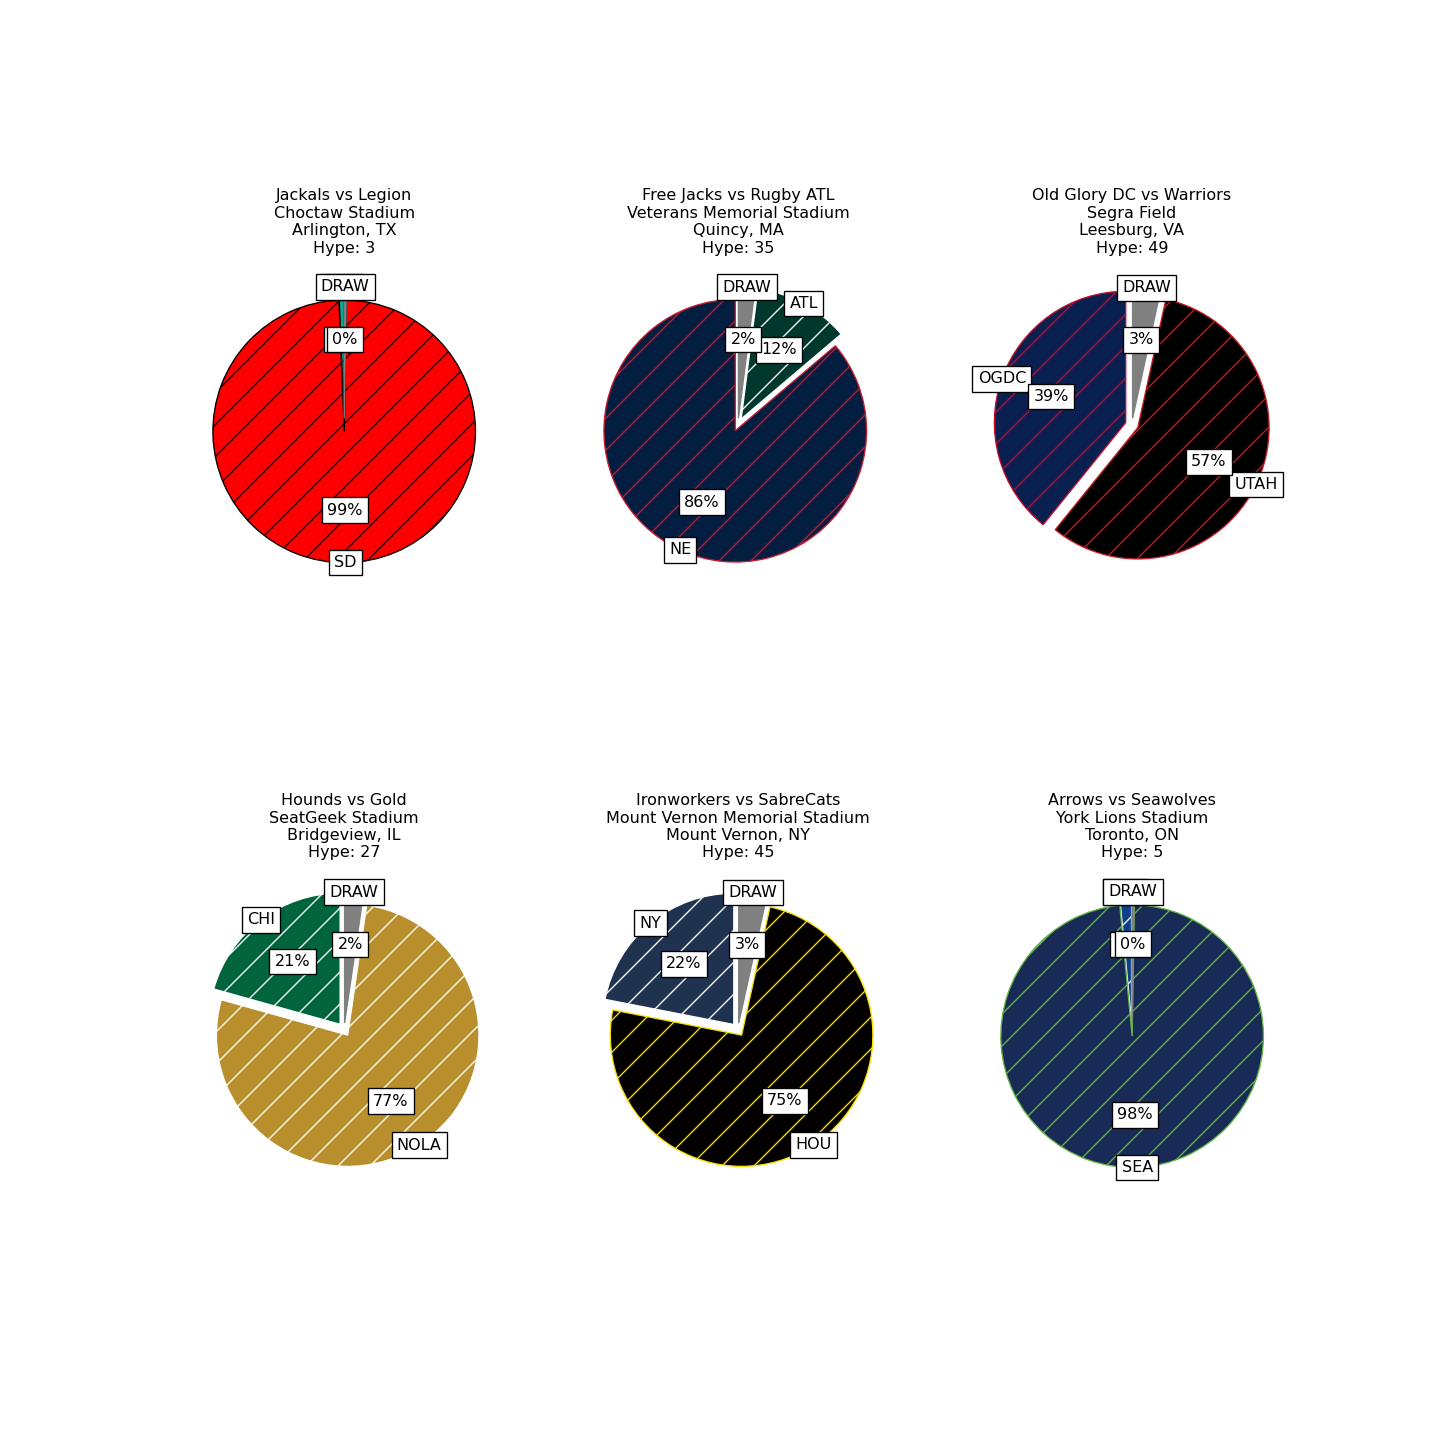 Jackals vs Legion
Choctaw Stadium
Arlington, TX
Hype: 3
DRAW
0%
99%
SD
Free Jacks vs Rugby ATL
Veterans Memorial Stadium
Quincy, MA
Hype: 35
DRAW
ATL
2%
12%
86%
NE
Old Glory DC vs Warriors
Segra Field
Leesburg, VA
Hype: 49
DRAW
3%
OGDC
39%
57%
UTAH
Hounds vs Gold
SeatGeek Stadium
Bridgeview, IL
Hype: 27
DRAW
CHI
2%
21%
77%
NOLA
Ironworkers vs SabreCats
Mount Vernon Memorial Stadium
Mount Vernon, NY
Hype: 45
DRAW
NY
3%
22%
75%
HOU
Arrows vs Seawolves
York Lions Stadium
Toronto, ON
Hype: 5
DRAW
0%
98%
SEA